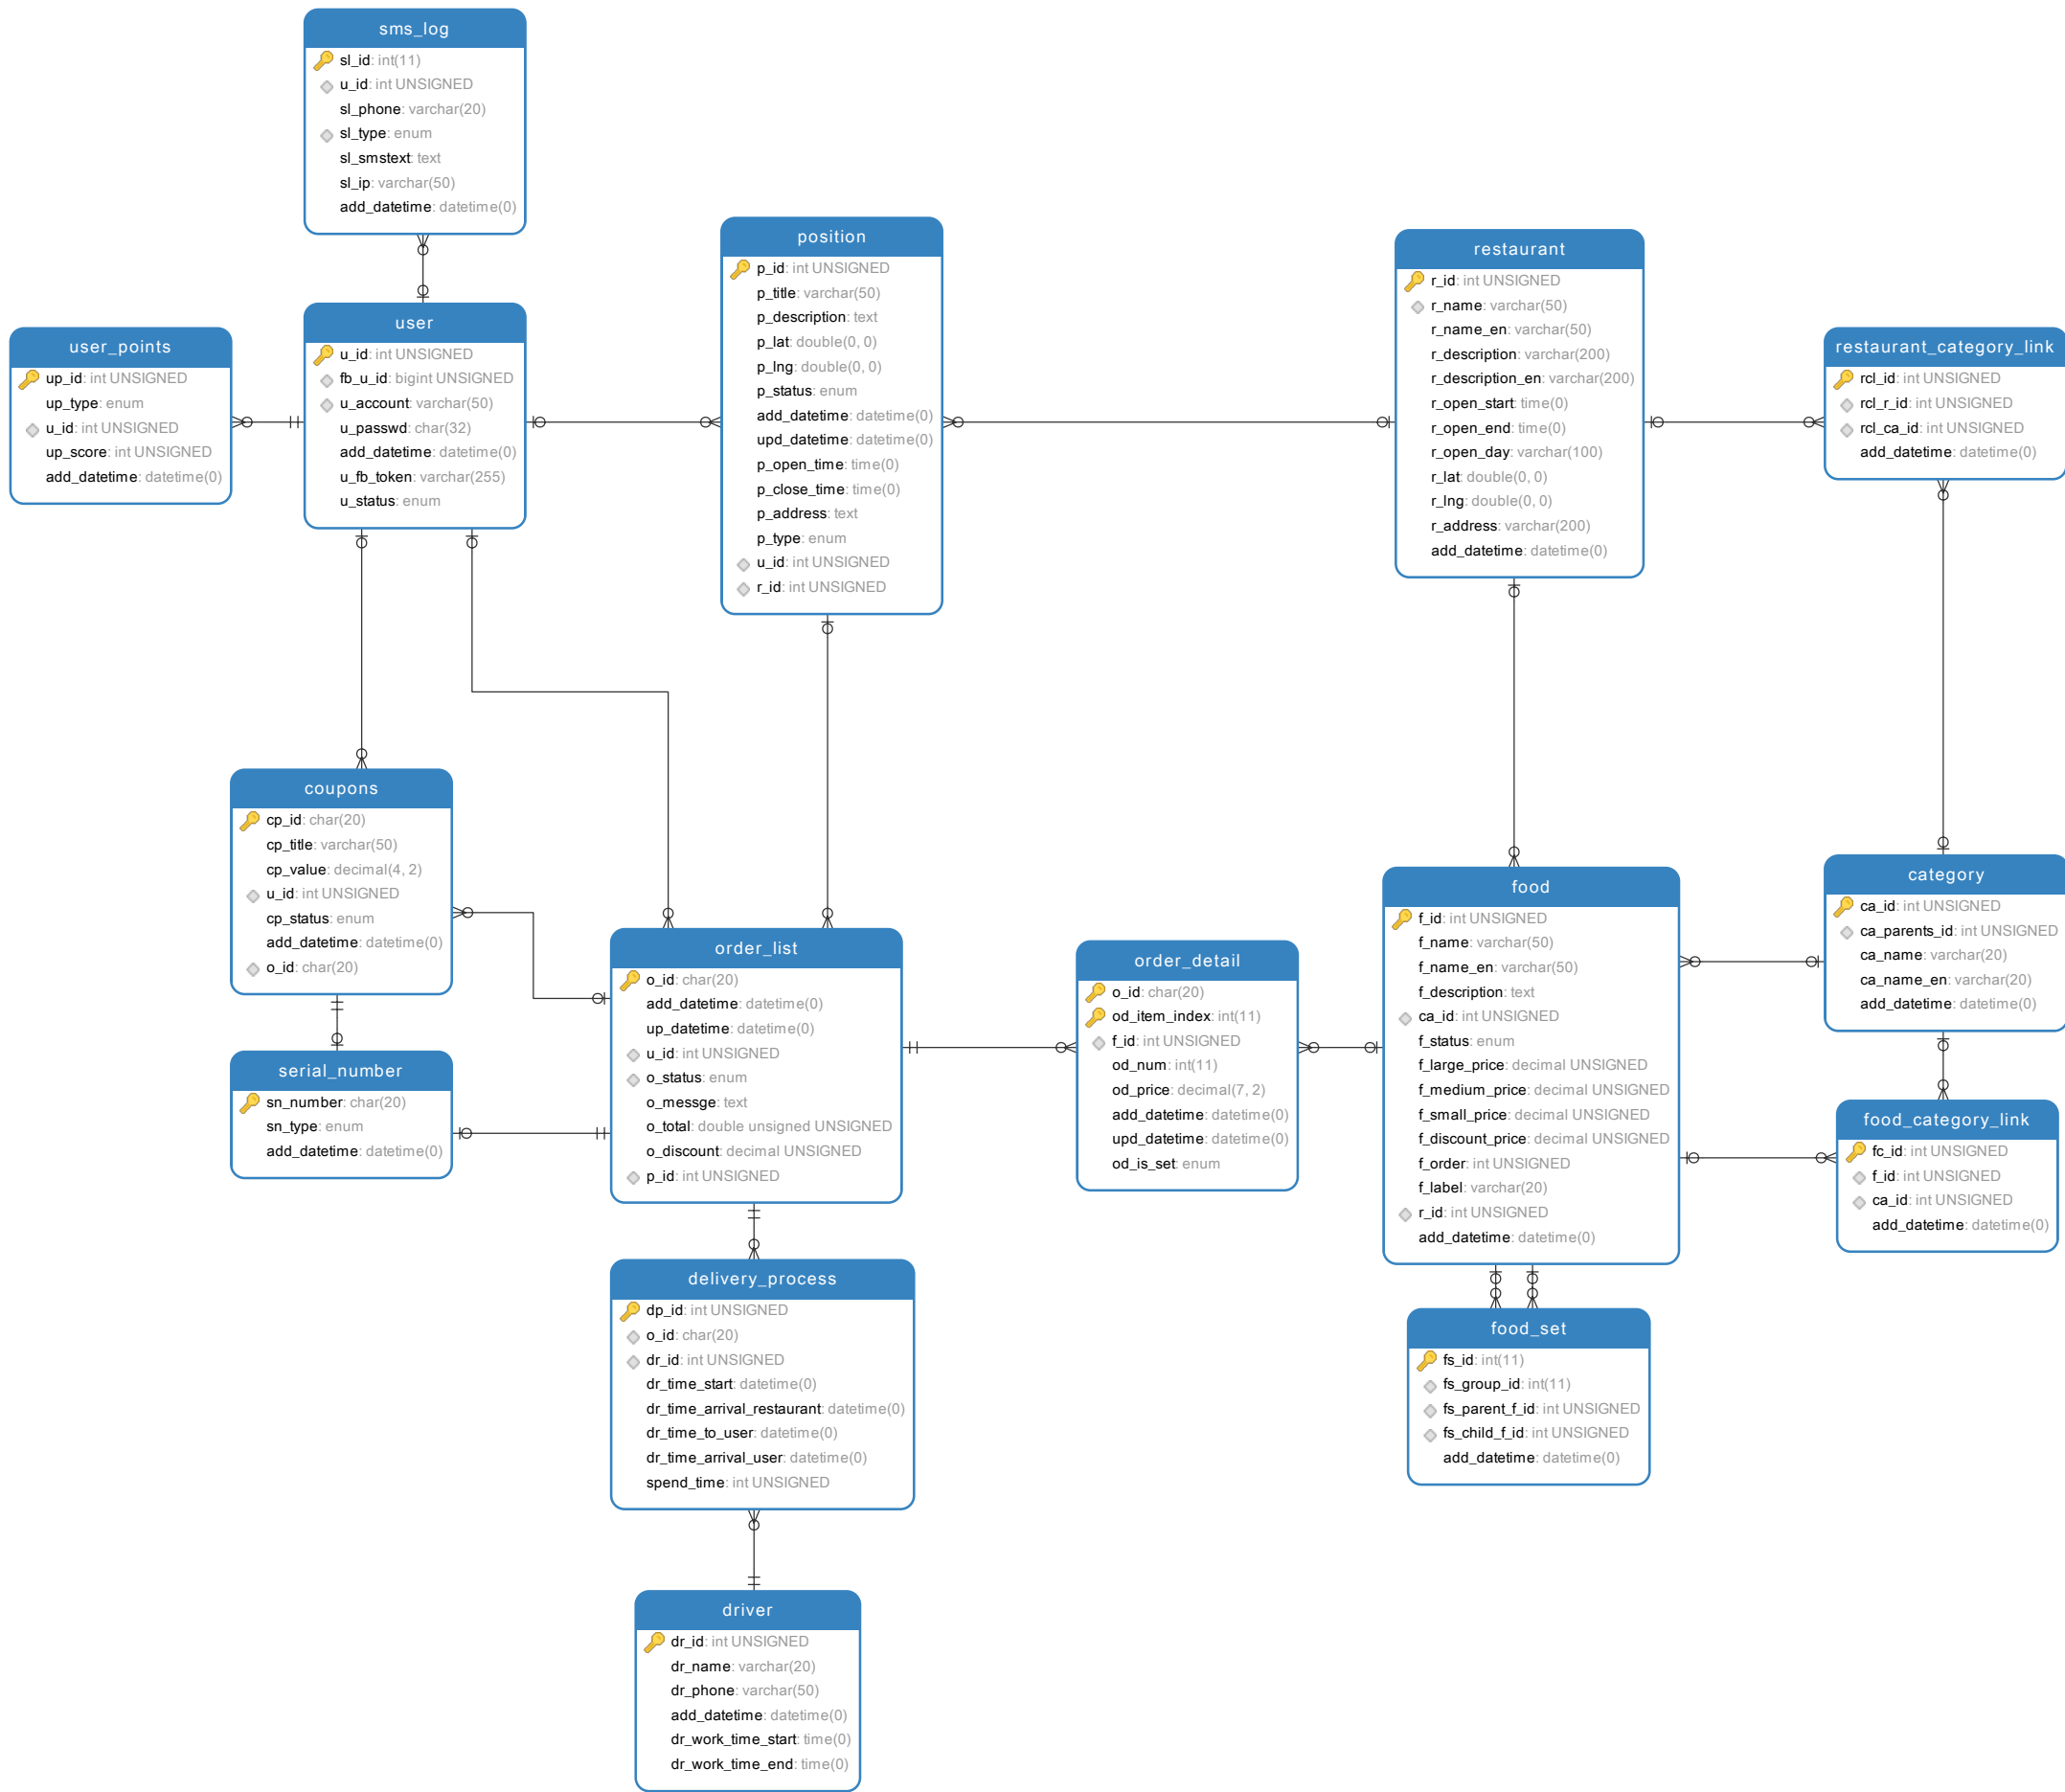 sms_log
sl_id: int(11)
u_id: int UNSIGNED
sl_phone: varchar(20)
sl_type: enum
sl_smstext: text
sl_ip: varchar(50)
add_datetime: datetime(0)
position
p_id: int UNSIGNED
p_title: varchar(50)
p_description: text
p_lat: double(0, 0)
p_lng: double(0, 0)
p_status: enum
add_datetime: datetime(0)
upd_datetime: datetime(0)
p_open_time: time(0)
p_close_time: time(0)
p_address: text
p_type: enum
u_id: int UNSIGNED
r_id: int UNSIGNED
restaurant
r_id: int UNSIGNED
r_name: varchar(50)
r_name_en: varchar(50)
r_description: varchar(200)
r_description_en: varchar(200)
r_open_start: time(0)
r_open_end: time(0)
r_open_day: varchar(100)
r_lat: double(0, 0)
r_lng: double(0, 0)
r_address: varchar(200)
add_datetime: datetime(0)
user
u_id: int UNSIGNED
fb_u_id: bigint UNSIGNED
u_account: varchar(50)
u_passwd: char(32)
add_datetime: datetime(0)
u_fb_token: varchar(255)
u_status: enum
user_points
up_id: int UNSIGNED
up_type: enum
u_id: int UNSIGNED
up_score: int UNSIGNED
add_datetime: datetime(0)
restaurant_category_link
rcl_id: int UNSIGNED
rcl_r_id: int UNSIGNED
rcl_ca_id: int UNSIGNED
add_datetime: datetime(0)
coupons
cp_id: char(20)
cp_title: varchar(50)
cp_value: decimal(4, 2)
u_id: int UNSIGNED
cp_status: enum
add_datetime: datetime(0)
o_id: char(20)
order_list
o_id: char(20)
add_datetime: datetime(0)
up_datetime: datetime(0)
u_id: int UNSIGNED
o_status: enum
o_messge: text
o_total: double unsigned UNSIGNED
o_discount: decimal UNSIGNED
p_id: int UNSIGNED
order_detail
o_id: char(20)
od_item_index: int(11)
f_id: int UNSIGNED
od_num: int(11)
od_price: decimal(7, 2)
add_datetime: datetime(0)
upd_datetime: datetime(0)
od_is_set: enum
food
f_id: int UNSIGNED
f_name: varchar(50)
f_name_en: varchar(50)
f_description: text
ca_id: int UNSIGNED
f_status: enum
f_large_price: decimal UNSIGNED
f_medium_price: decimal UNSIGNED
f_small_price: decimal UNSIGNED
f_discount_price: decimal UNSIGNED
f_order: int UNSIGNED
f_label: varchar(20)
r_id: int UNSIGNED
add_datetime: datetime(0)
category
ca_id: int UNSIGNED
ca_parents_id: int UNSIGNED
ca_name: varchar(20)
ca_name_en: varchar(20)
add_datetime: datetime(0)
serial_number
sn_number: char(20)
sn_type: enum
add_datetime: datetime(0)
food_category_link
fc_id: int UNSIGNED
f_id: int UNSIGNED
ca_id: int UNSIGNED
add_datetime: datetime(0)
delivery_process
dp_id: int UNSIGNED
o_id: char(20)
dr_id: int UNSIGNED
dr_time_start: datetime(0)
dr_time_arrival_restaurant: datetime(0)
dr_time_to_user: datetime(0)
dr_time_arrival_user: datetime(0)
spend_time: int UNSIGNED
food_set
fs_id: int(11)
fs_group_id: int(11)
fs_parent_f_id: int UNSIGNED
fs_child_f_id: int UNSIGNED
add_datetime: datetime(0)
driver
dr_id: int UNSIGNED
dr_name: varchar(20)
dr_phone: varchar(50)
add_datetime: datetime(0)
dr_work_time_start: time(0)
dr_work_time_end: time(0)